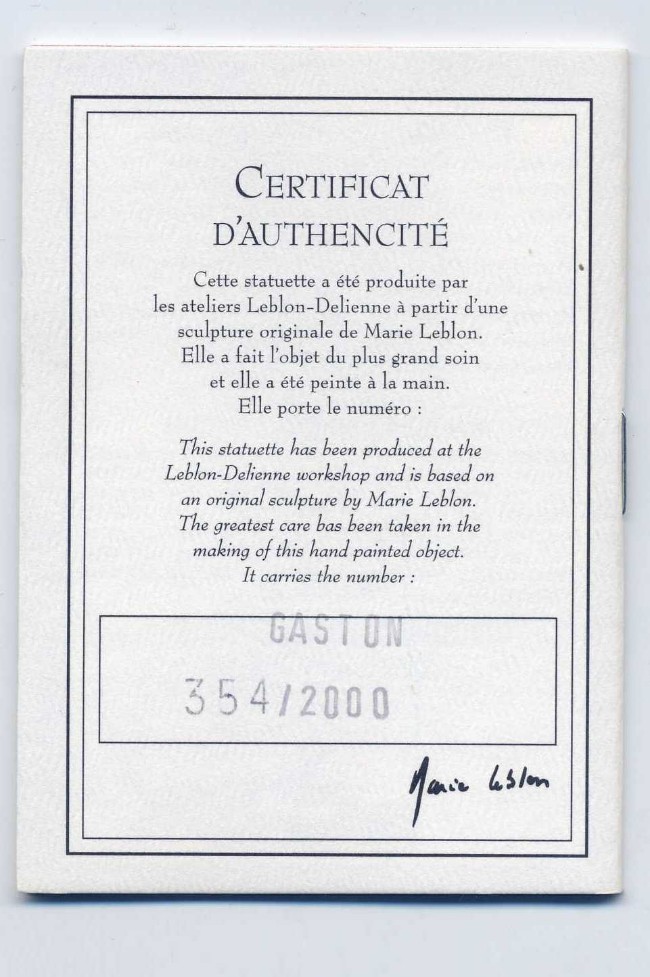 CERTIFICAT
D'AUTHENCITÉ
Cette statuette a été produite par
les ateliers Leblon-Delienne à partir d'une
sculpture originale de Marie Leblon.
Elle a fait l'objet du plus grand soin
et elle a été peinte à la main.
Elle porte le numéro :
This statuette has been produced at the
Leblon-Delienne workshop and is based on
an original sculpture by Marie Leblon.
The greatest care bas been taken in the
making of this hand painted object.
It carries the number :
GASTON
354/2000
Marie Leblon